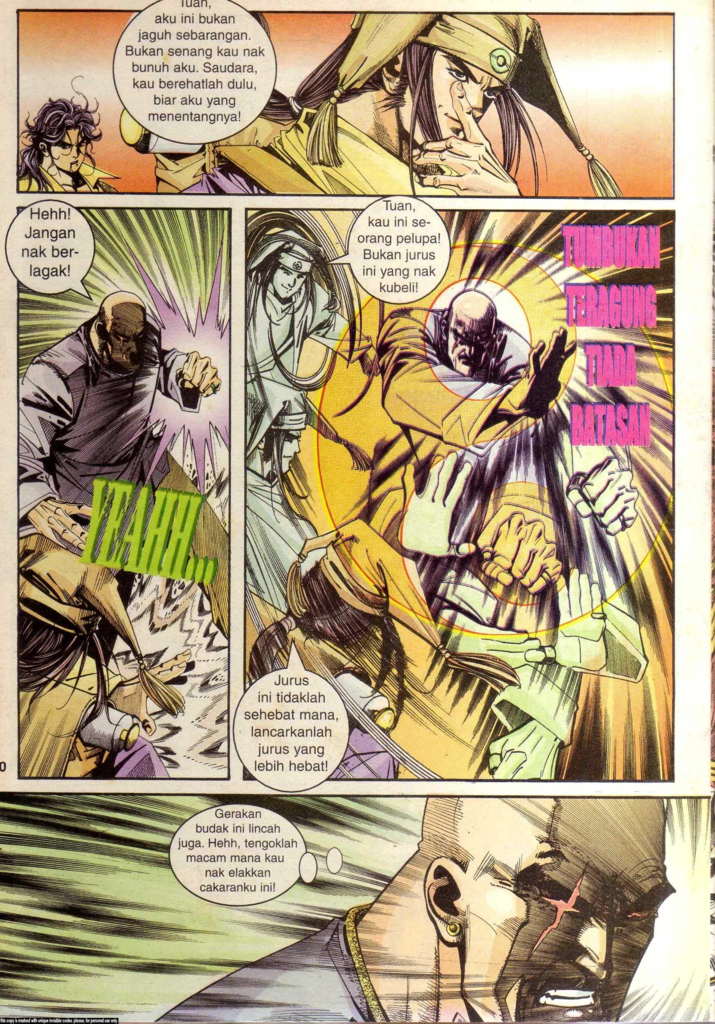 Tuan,
aku ini bukan
jaguh sebarangan.
Bukan senang kau nak
bunuh aku. Saudara,
kau berehatlah dulu,
biar aku yang
menentangnya!
Hehh!
Jangan
nak ber-
lagak!
YEAHH...
Tuan,
kau ini se-
orang pelupa!
Bukan jurus
ini yang nak
kubeli!
TUMBUKAN
TERAGUNG
TIADA
BATASAN
Jurus
ini tidaklah
sehebat mana,
lancarkanlah
jurus yang
lebih hebat!
0
Gerakan
budak ini lincah
juga. Hehh, tengoklah
macam mana kau
nak elakkan
cakaranku ini!